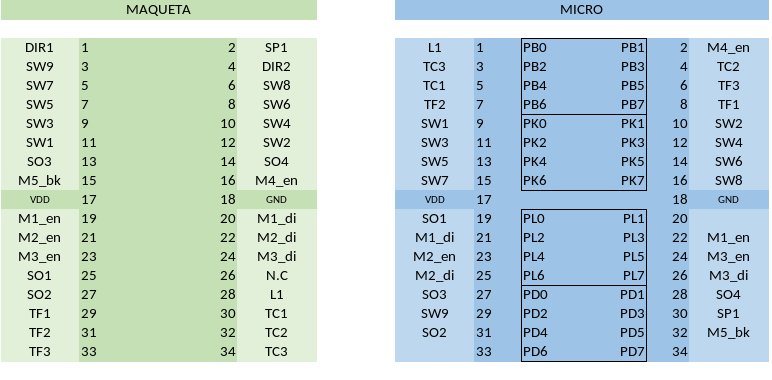 MAQUETA MICRO
DIR1 1 2 SP1 L1 1 PB0 PB1 2 M4_en
SW9 3 4 DIR2 TC3 3 PB2 PB3 4 TC2
SW7 5 6 SW8 TC1 5 PB4 PB5 6 TF3
SW5 7 8 SW6 TF2 7 PB6 PB7 8 TF1
SW3 9 10 SW4 SW1 9 PK0 PK1 10 SW2
SW1 11 12 SW2 SW3 11 PK2 PK3 12 SW4
SO3 13 14 SO4 SW5 13 PK4 PK5 14 SW6
M5_bk 15 16 M4_en SW7 15 PK6 PK7 16 SW8
VDD 17 18 GND VDD 17 18 GND
M1_en 19 20 M1_di SO1 19 PL0 PL1 20
M2_en 21 22 M2_di M1_di 21 PL2 PL3 22 M1_en
M3_en 23 24 M3_di M2_en 23 PL4 PL5 24 M3_en
SO1 25 26 N.C M2_di 25 PL6 PL7 26 M3_di
SO2 27 28 L1 SO3 27 PD0 PD1 28 SO4
TF1 29 30 TC1 SW9 29 PD2 PD3 30 SP1
TF2 31 32 TC2 SO2 31 PD4 PD5 32 M5_bk
TF3 33 34 TC3 33 PD6 PD7 34